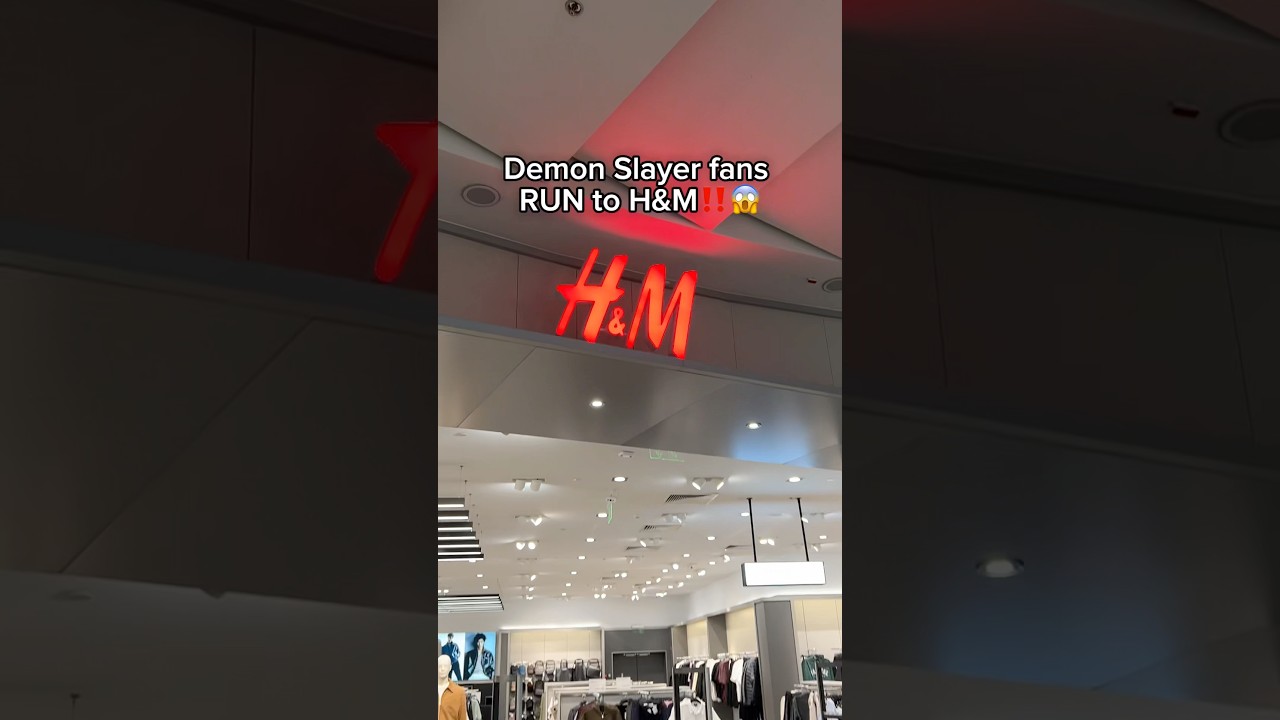 Demon Slayer fans
RUN to H&M‼️😱
H&M